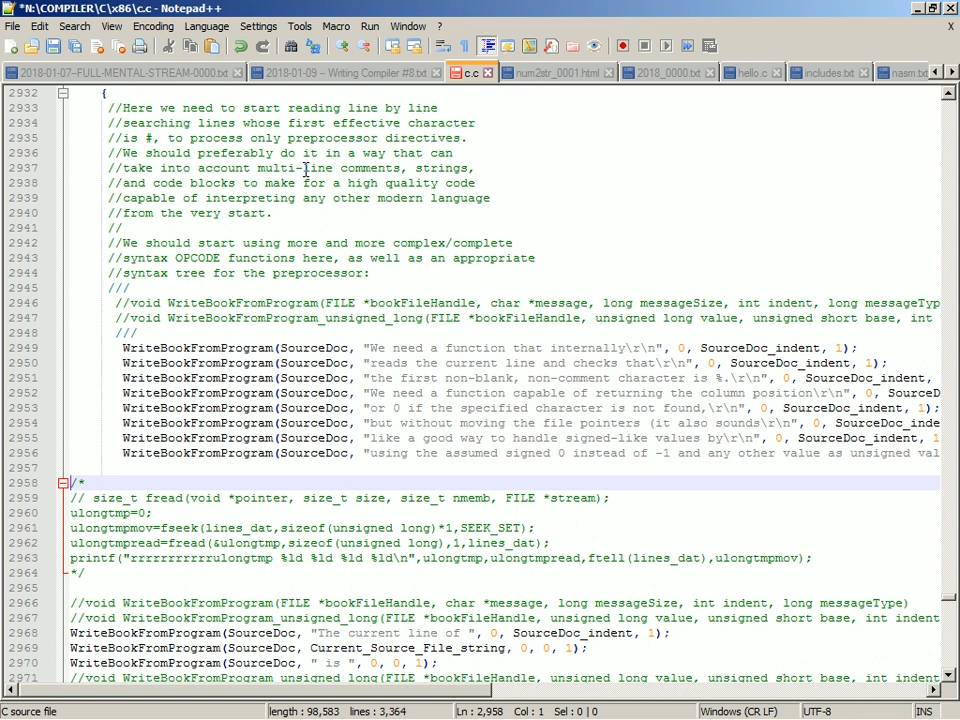 *N:\COMPILER\C\x86\c.c - Notepad++
File Edit Search View Encoding Language Settings Tools Macro Run Window ? X
2018-01-07-FULL-MENTAL-STREAM-0000.txt 2018-01-09 -- Writing Compiler #8.txt c.c num2str_0001.html 2018_0000.txt hello.c includes.txt nasm.txt
2932 {
2933 //Here we need to start reading line by line
2934 //searching lines whose first effective character
2935 //is #, to process only preprocessor directives.
2936 //We should preferably do it in a way that can
2937 //take into account multi-line comments, strings,
2938 //and code blocks to make for a high quality code
2939 //capable of interpreting any other modern language
2940 //from the very start.
2941 //
2942 //We should start using more and more complex/complete
2943 //syntax OPCODE functions here, as well as an appropriate
2944 //syntax tree for the preprocessor:
2945 ///
2946 //void WriteBookFromProgram(FILE *bookFileHandle, char *message, long messageSize, int indent, long messageTyp
2947 //void WriteBookFromProgram_unsigned_long(FILE *bookFileHandle, unsigned long value, unsigned short base, int
2948 ///
2949 WriteBookFromProgram(SourceDoc, "We need a function that internally\r\n", 0, SourceDoc_indent, 1);
2950 WriteBookFromProgram(SourceDoc, "reads the current line and checks that\r\n", 0, SourceDoc_indent, 1);
2951 WriteBookFromProgram(SourceDoc, "the first non-blank, non-comment character is %.\r\n", 0, SourceDoc_indent,
2952 WriteBookFromProgram(SourceDoc, "We need a function capable of returning the column position\r\n", 0, SourceD
2953 WriteBookFromProgram(SourceDoc, "or 0 if the specified character is not found,\r\n", 0, SourceDoc_indent, 1);
2954 WriteBookFromProgram(SourceDoc, "but without moving the file pointers (it also sounds\r\n", 0, SourceDoc_inde
2955 WriteBookFromProgram(SourceDoc, "like a good way to handle signed-like values by\r\n", 0, SourceDoc_indent, 1
2956 WriteBookFromProgram(SourceDoc, "using the assumed signed 0 instead of -1 and any other value as unsigned val
2957
2958 /*
2959 // size_t fread(void *pointer, size_t size, size_t nmemb, FILE *stream);
2960 ulongtmp=0;
2961 ulongtmpmov=fseek(lines_dat,sizeof(unsigned long)*1,SEEK_SET);
2962 ulongtmpread=fread(&ulongtmp,sizeof(unsigned long),1,lines_dat);
2963 printf("rrrrrrrrrrrulongtmp %ld %ld %ld %ld\n",ulongtmp,ulongtmpread,ftell(lines_dat),ulongtmpmov);
2964 */
2965
2966 //void WriteBookFromProgram(FILE *bookFileHandle, char *message, long messageSize, int indent, long messageType)
2967 //void WriteBookFromProgram_unsigned_long(FILE *bookFileHandle, unsigned long value, unsigned short base, int indent
2968 WriteBookFromProgram(SourceDoc, "The current line of ", 0, SourceDoc_indent, 1);
2969 WriteBookFromProgram(SourceDoc, Current_Source_File_string, 0, 0, 1);
2970 WriteBookFromProgram(SourceDoc, " is ", 0, 0, 1);
2971 //void WriteBookFromProgram_unsigned_long(FILE *bookFileHandle, unsigned long value, unsigned short base, int indent
C source file length : 98,583 lines : 3,364 Ln : 2,958 Col : 1 Sel : 0 | 0 Windows (CR LF) UTF-8 INS